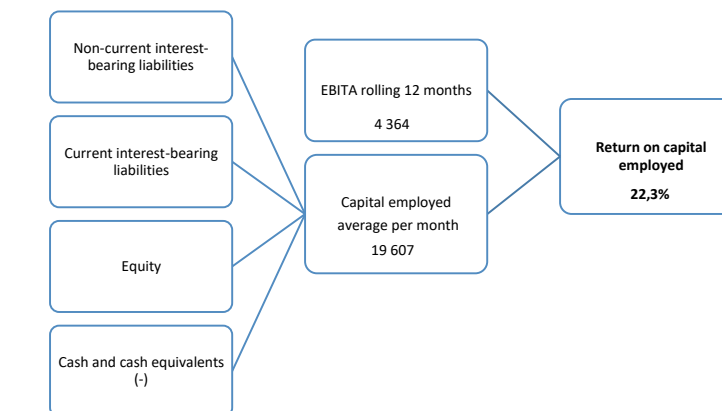 Non-current interest-
bearing liabilities
Current interest-bearing
liabilities
Equity
Cash and cash equivalents
(-)
EBITA rolling 12 months
4 364
Capital employed
average per month
19 607
Return on capital
employed
22,3%